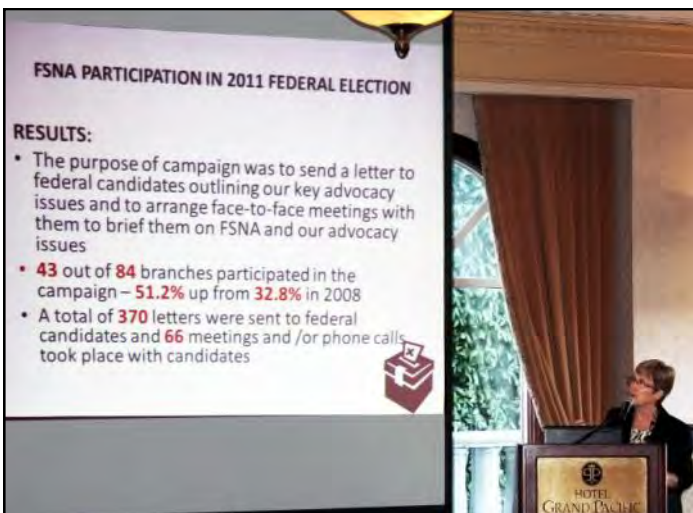 FSNA PARTICIPATION IN 2011 FEDERAL ELECTION
RESULTS:
• The purpose of campaign was to send a letter to
federal candidates outlining our key advocacy
issues and to arrange face-to-face meetings with
them to brief them on FSNA and our advocacy
issues
• 43 out of 84 branches participated in the
campaign – 51.2% up from 32.8% in 2008
• A total of 370 letters were sent to federal
candidates and 66 meetings and /or phone calls
took place with candidates
HOTEL
GRAND PACIFIC